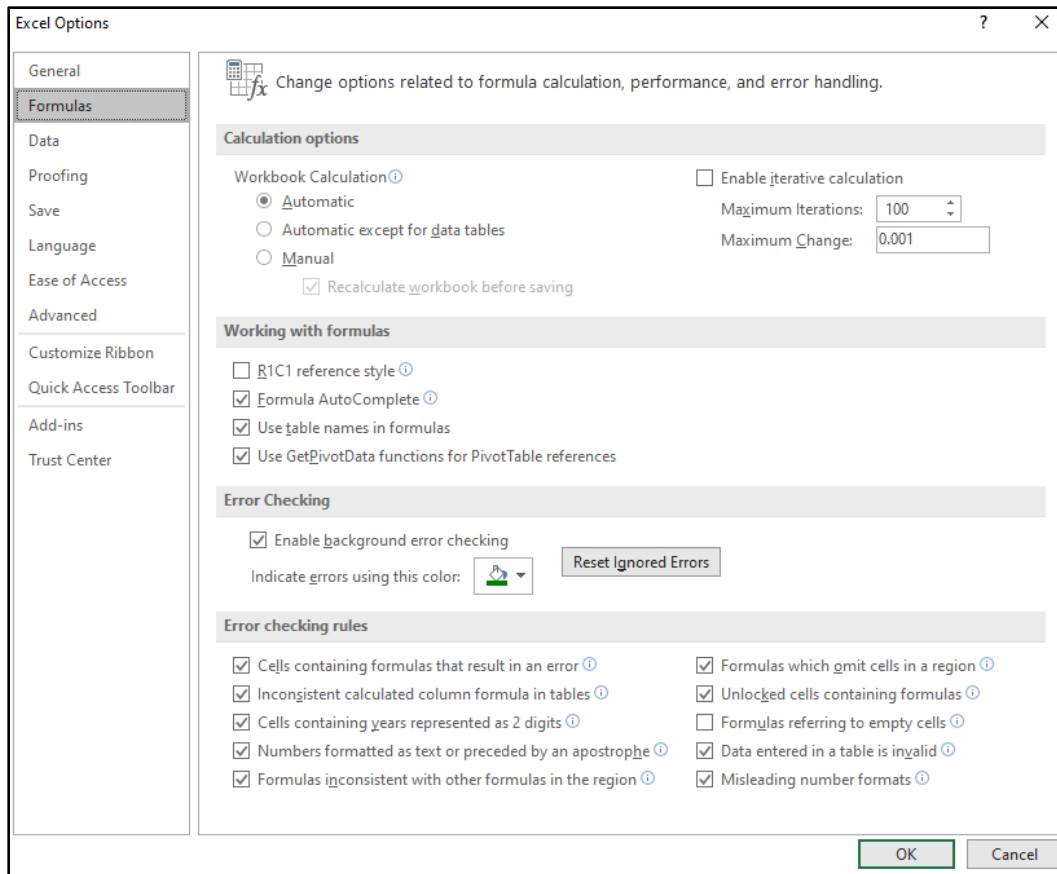 Excel Options
?
General
Formulas
Data
Proofing
Save
Language
Ease of Access
Advanced
Customize Ribbon
Quick Access Toolbar
Add-ins
Trust Center
fx
Change options related to formula calculation, performance, and error handling.
Calculation options
Workbook Calculation
Automatic
Automatic except for data tables
Manual
Recalculate workbook before saving
Enable iterative calculation
Maximum Iterations: 100
Maximum Change: 0.001
Working with formulas
R1C1 reference style
Formula AutoComplete
Use table names in formulas
Use GetPivotData functions for PivotTable references
Error Checking
Enable background error checking
Indicate errors using this color:
Reset Ignored Errors
Error checking rules
Cells containing formulas that result in an error
Inconsistent calculated column formula in tables
Cells containing years represented as 2 digits
Numbers formatted as text or preceded by an apostrophe
Formulas inconsistent with other formulas in the region
Formulas which omit cells in a region
Unlocked cells containing formulas
Formulas referring to empty cells
Data entered in a table is invalid
Misleading number formats
OK
Cancel